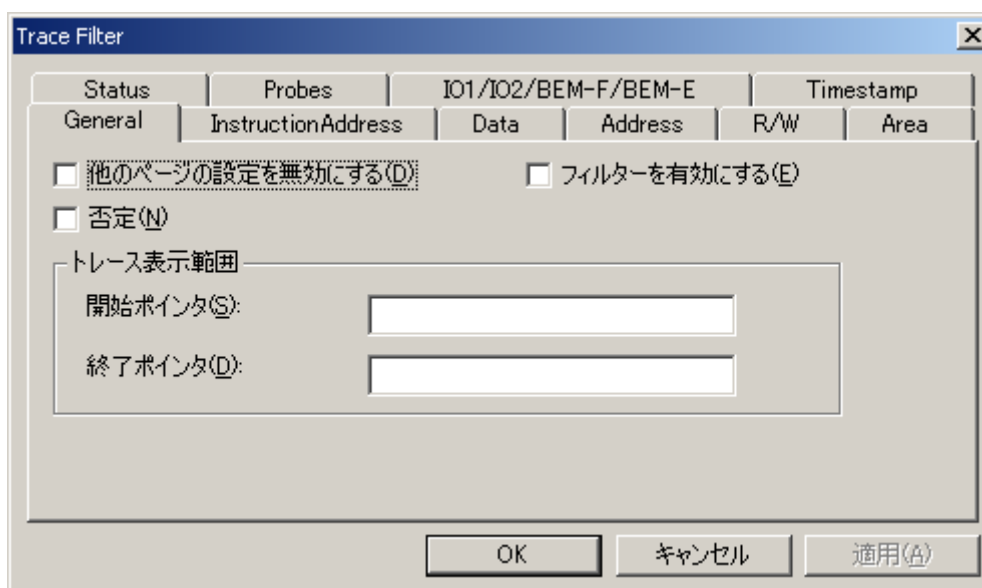 Trace Filter
Status Probes IO1/IO2/BEM-F/BEM-E Timestamp
General InstructionAddress Data Address R/W Area
他のページの設定を無効にする(D) フィルターを有効にする(E)
否定(N)
トレース表示範囲
開始ポインタ(S):
終了ポインタ(D):
OK キャンセル 適用(A)